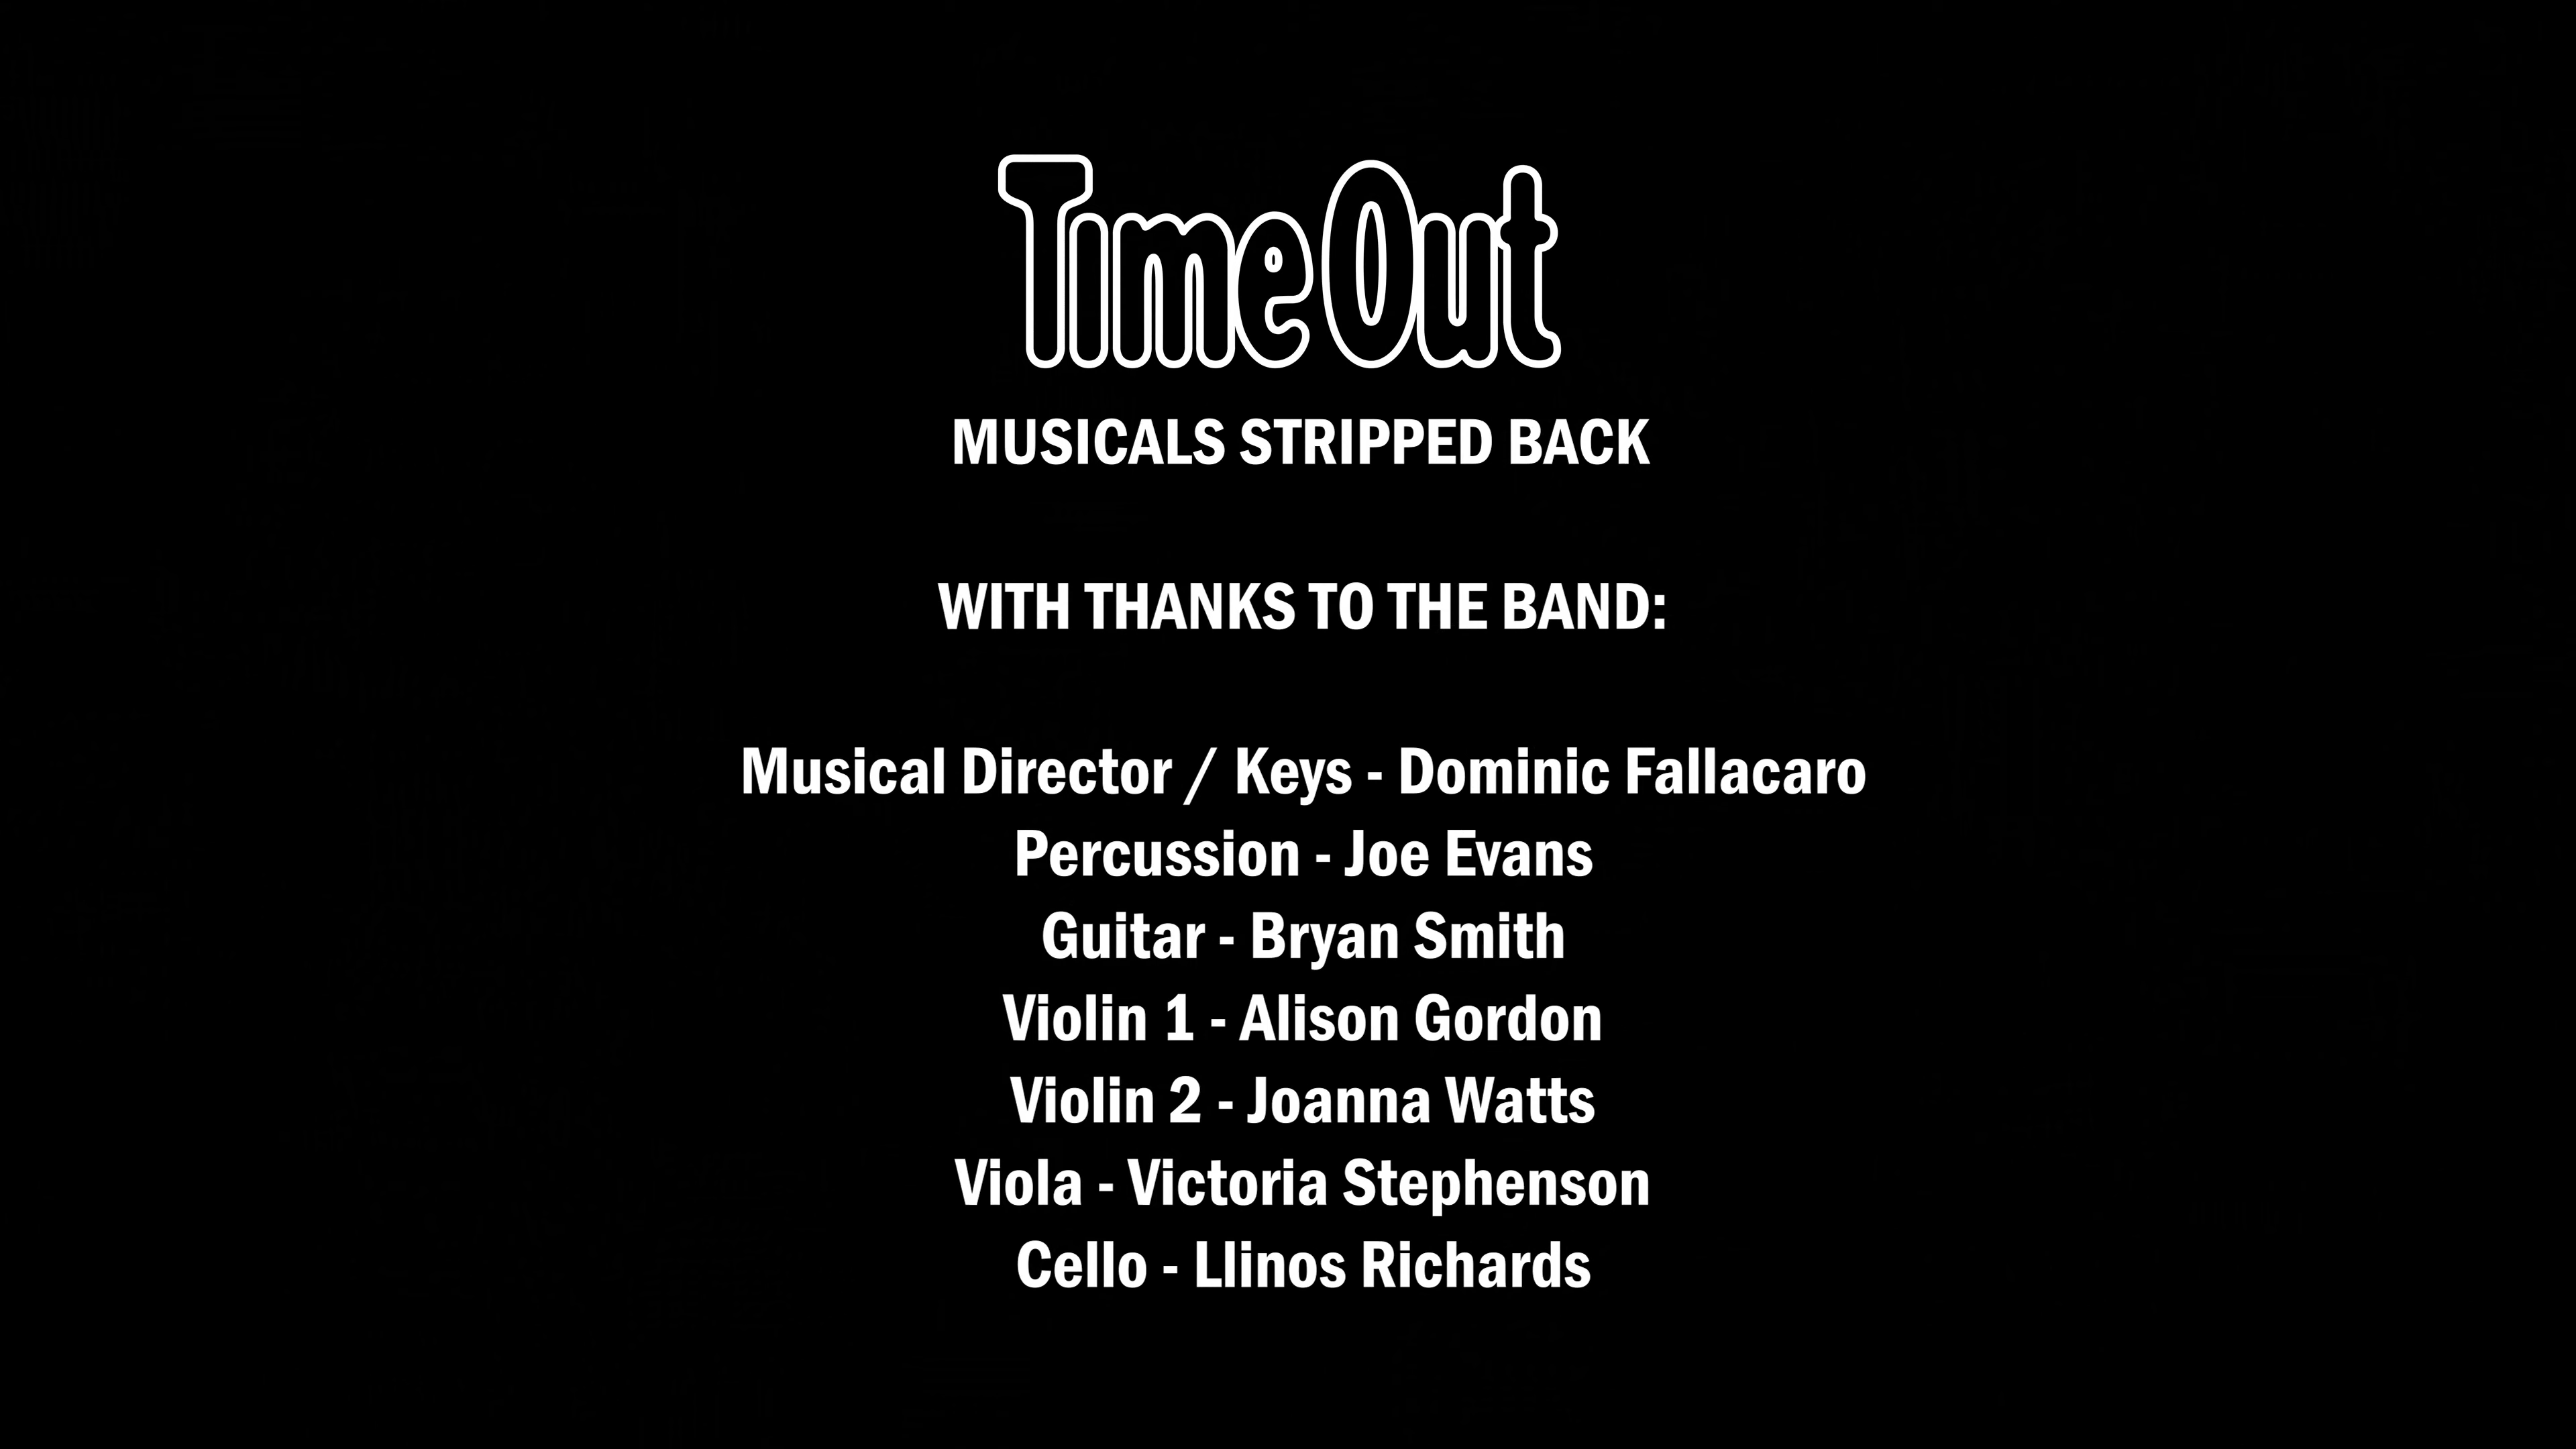 Time Out
MUSICALS STRIPPED BACK
WITH THANKS TO THE BAND:
Musical Director / Keys - Dominic Fallacaro
Percussion - Joe Evans
Guitar - Bryan Smith
Violin 1 - Alison Gordon
Violin 2 - Joanna Watts
Viola - Victoria Stephenson
Cello - Llinos Richards